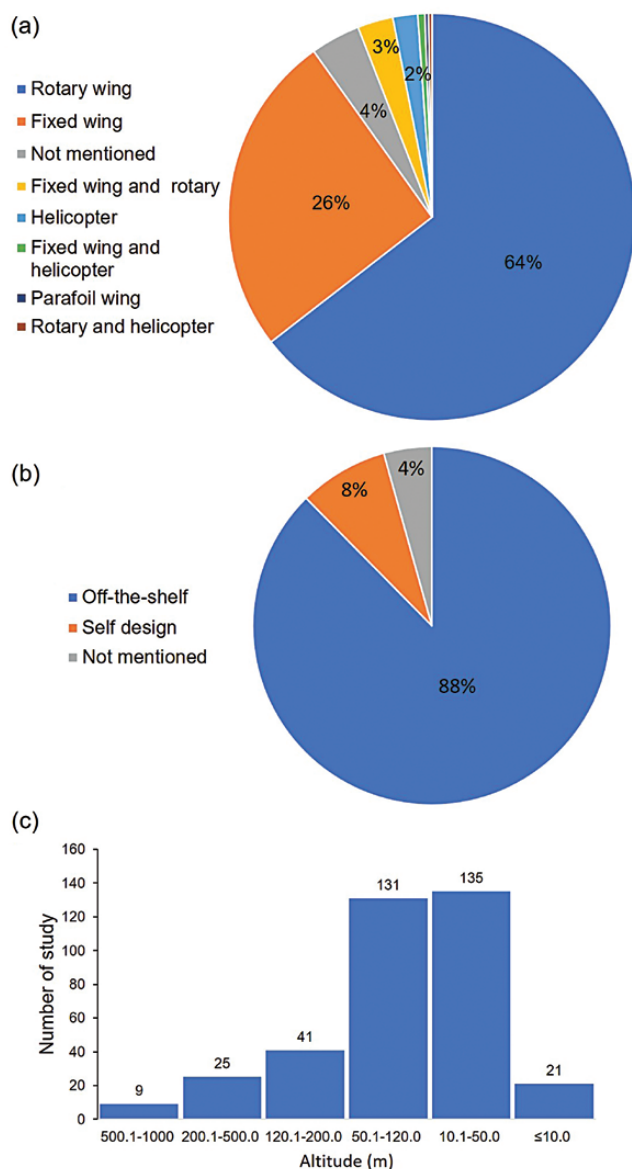 (a)
Rotary wing
Fixed wing
Not mentioned
Fixed wing and rotary
Helicopter
Fixed wing and
helicopter
Parafoil wing
Rotary and helicopter
3%
2%
4%
26%
64%
(b)
Off-the-shelf
Self design
Not mentioned
8%
4%
88%
(c)
Number of study
160
140
120
100
80
60
40
20
0
9
25
41
131
135
21
500.1-1000
200.1-500.0
120.1-200.0
50.1-120.0
10.1-50.0
≤10.0
Altitude (m)